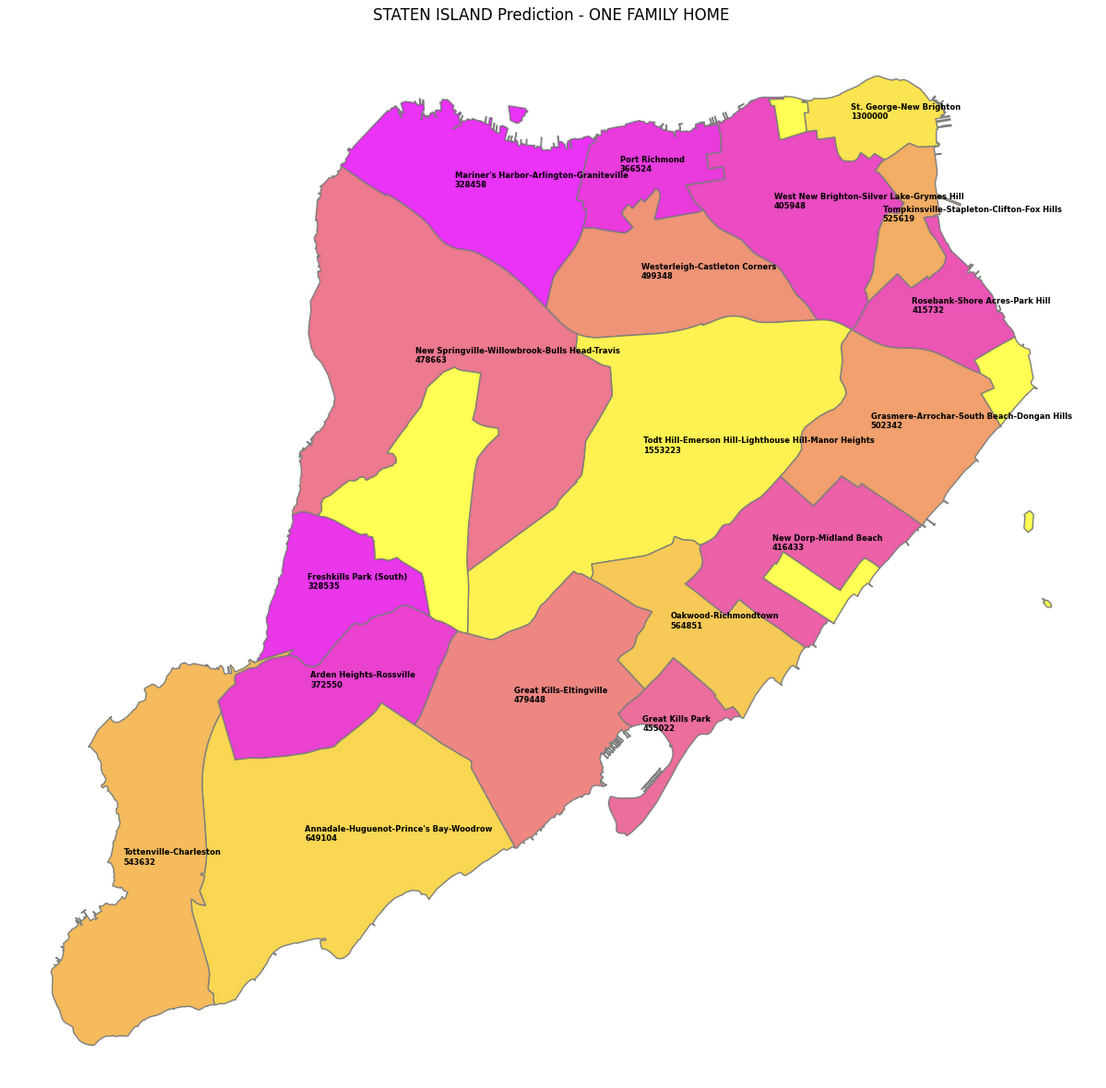 STATEN ISLAND Prediction - ONE FAMILY HOME
St. George-New Brighton
1300000
Port Richmond
366524
Mariner's Harbor-Arlington-Graniteville
328458
West New Brighton-Silver Lake-Grymes Hill
405948
Tompkinsville-Stapleton-Clifton-Fox Hills
525619
Westerleigh-Castleton Corners
499348
Rosebank-Shore Acres-Park Hill
415732
New Springville-Willowbrook-Bulls Head-Travis
478663
Grasmere-Arrochar-South Beach-Dongan Hills
502342
Todt Hill-Emerson Hill-Lighthouse Hill-Manor Heights
1553223
New Dorp-Midland Beach
416433
Freshkills Park (South)
328535
Oakwood-Richmondtown
564851
Arden Heights-Rossville
372550
Great Kills-Eltingville
479448
Great Kills Park
455022
Annadale-Huguenot-Prince's Bay-Woodrow
649104
Tottenville-Charleston
543632